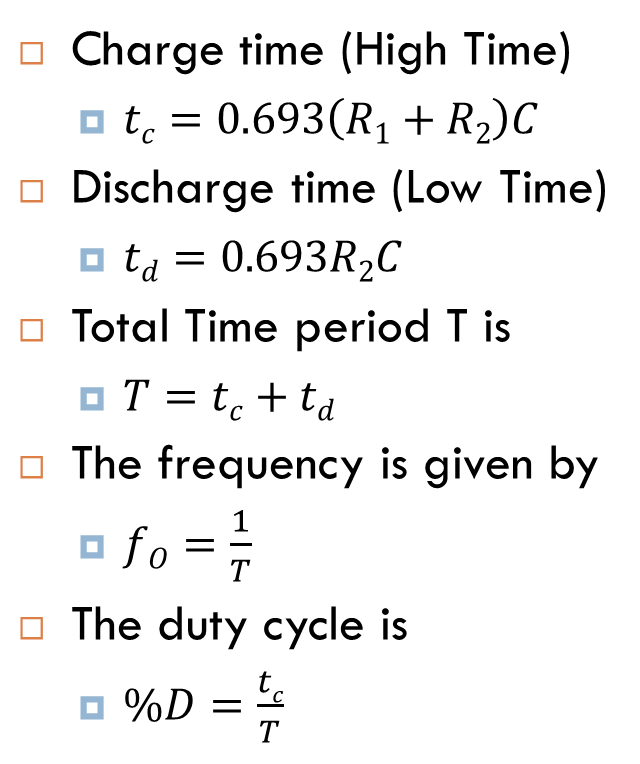 Charge time (High Time)
t_c = 0.693(R_1 + R_2)C
Discharge time (Low Time)
t_d = 0.693R_2C
Total Time period T is
T = t_c + t_d
The frequency is given by
f_O = \frac{1}{T}
The duty cycle is
%D = \frac{t_c}{T}